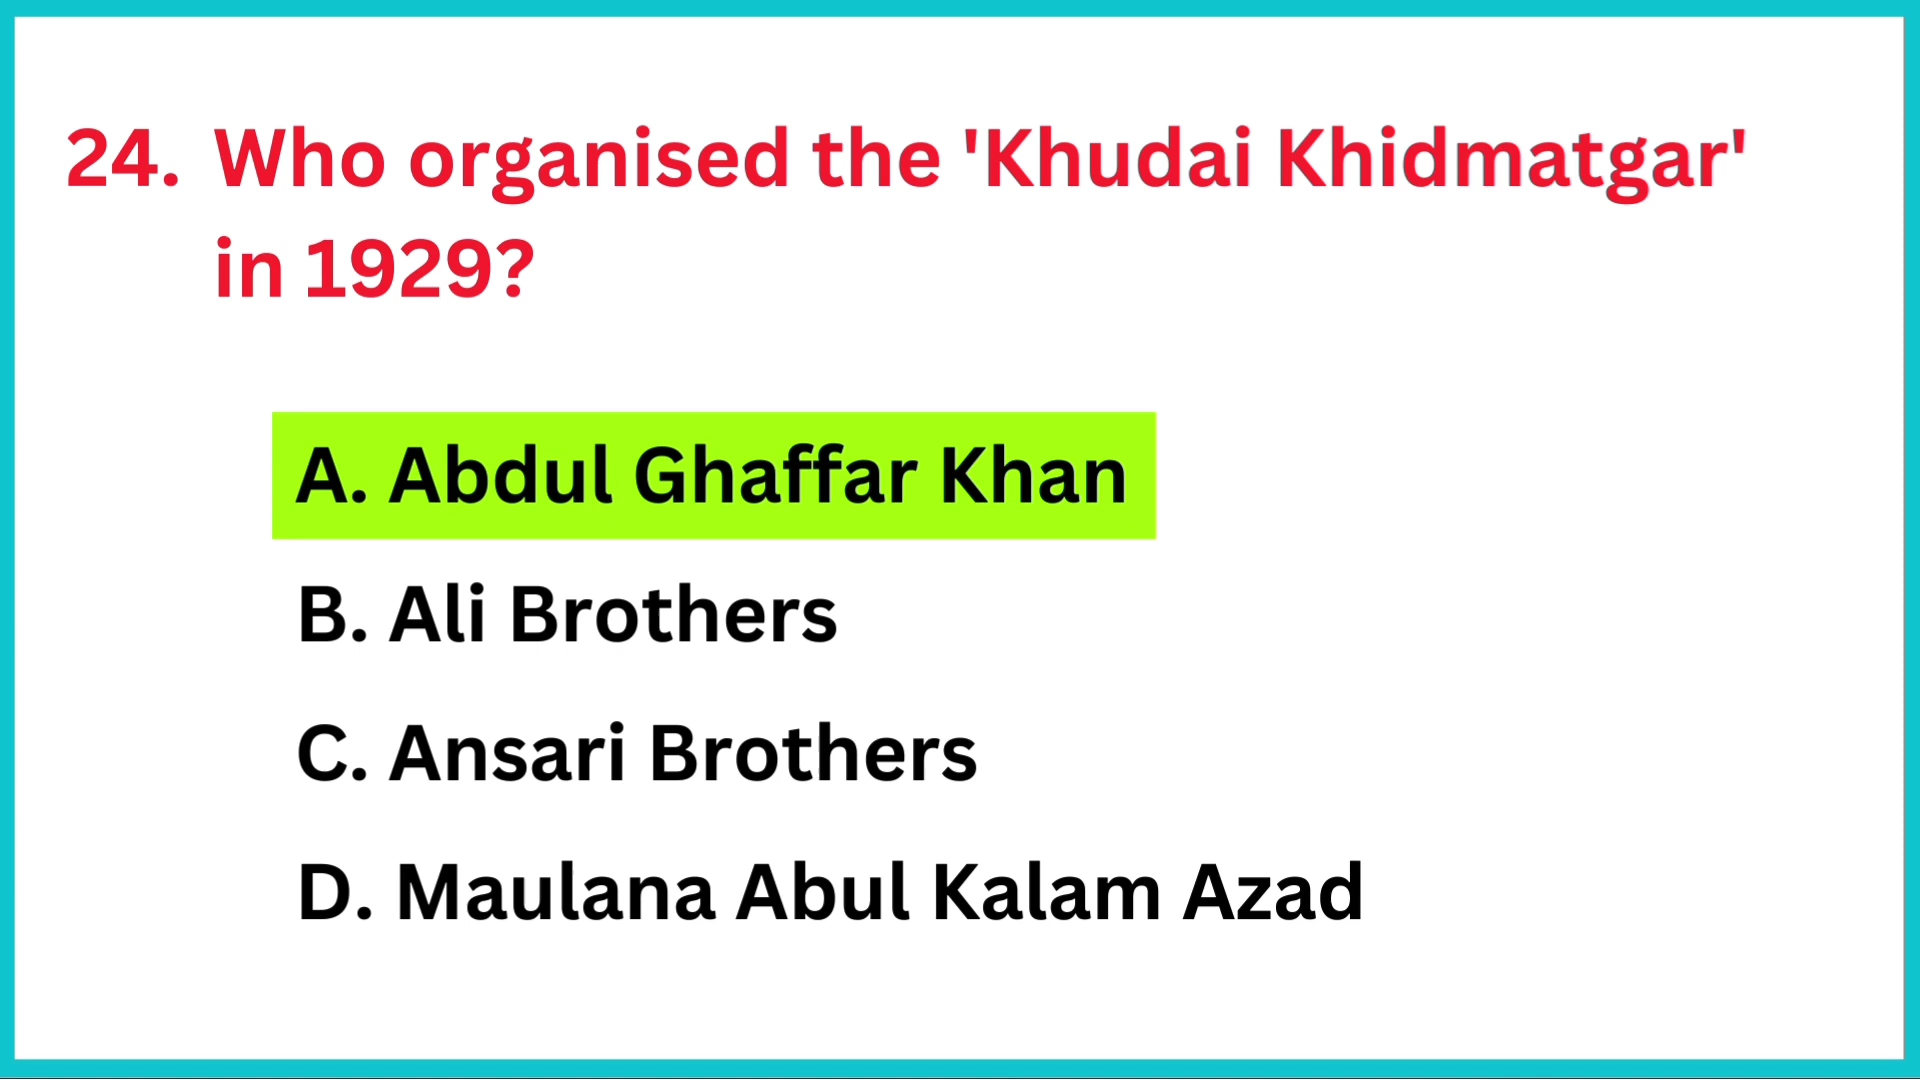 24. Who organised the 'Khudai Khidmatgar'
in 1929?
A. Abdul Ghaffar Khan
B. Ali Brothers
C. Ansari Brothers
D. Maulana Abul Kalam Azad